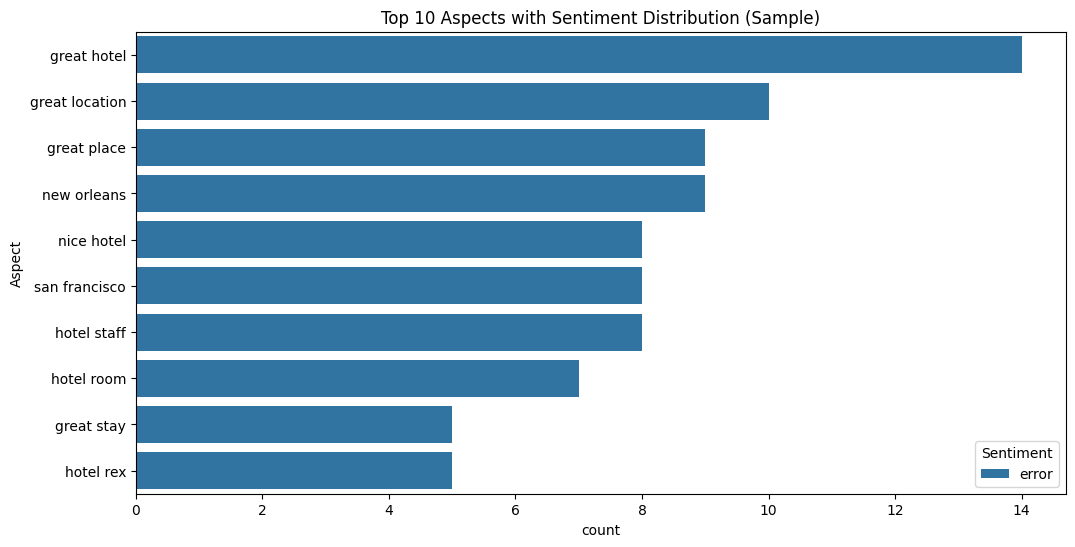 Top 10 Aspects with Sentiment Distribution (Sample)
Aspect
great hotel
great location
great place
new orleans
nice hotel
san francisco
hotel staff
hotel room
great stay
hotel rex
Sentiment
error
0 2 4 6 8 10 12 14
count